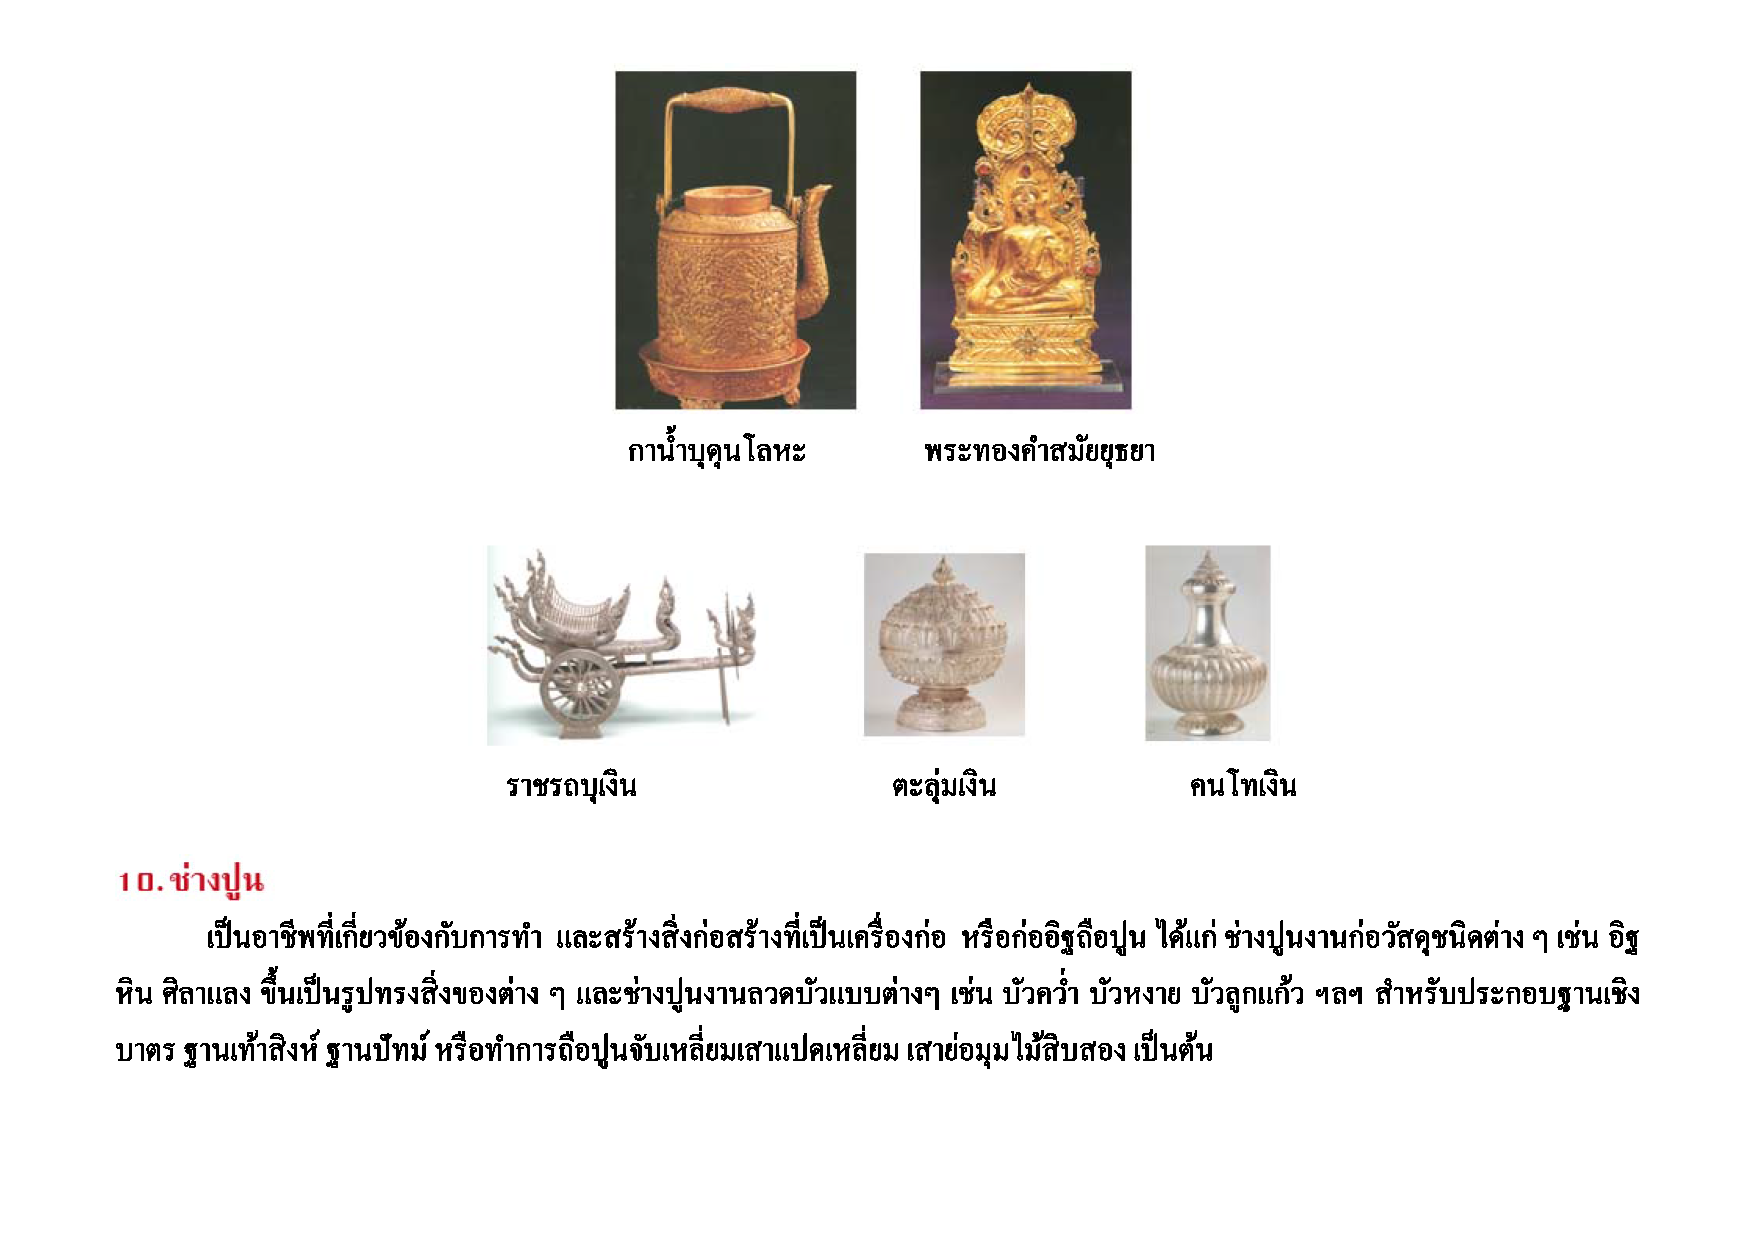 กาน้ำบุดุนโลหะ พระทองคำสมัยยุธยา
ราชรถบุเงิน ตะลุ่มเงิน คนโทเงิน
10. ช่างปูน
เป็นอาชีพที่เกี่ยวข้องกับการทำ และสร้างสิ่งก่อสร้างที่เป็นเครื่องก่อ หรือก่ออิฐถือปูน ได้แก่ ช่างปูนงานก่อวัสดุชนิดต่าง ๆ เช่น อิฐ
หิน ศิลาแลง ขึ้นเป็นรูปทรงสิ่งของต่าง ๆ และช่างปูนงานลวดบัวแบบต่างๆ เช่น บัวคว่ำ บัวหงาย บัวลูกแก้ว ฯลฯ สำหรับประกอบฐานเชิง
บาตร ฐานเท้าสิงห์ ฐานปัทม์ หรือทำการถือปูนจับเหลี่ยมเสาแปดเหลี่ยม เสาย่อมุมไม้สิบสอง เป็นต้น